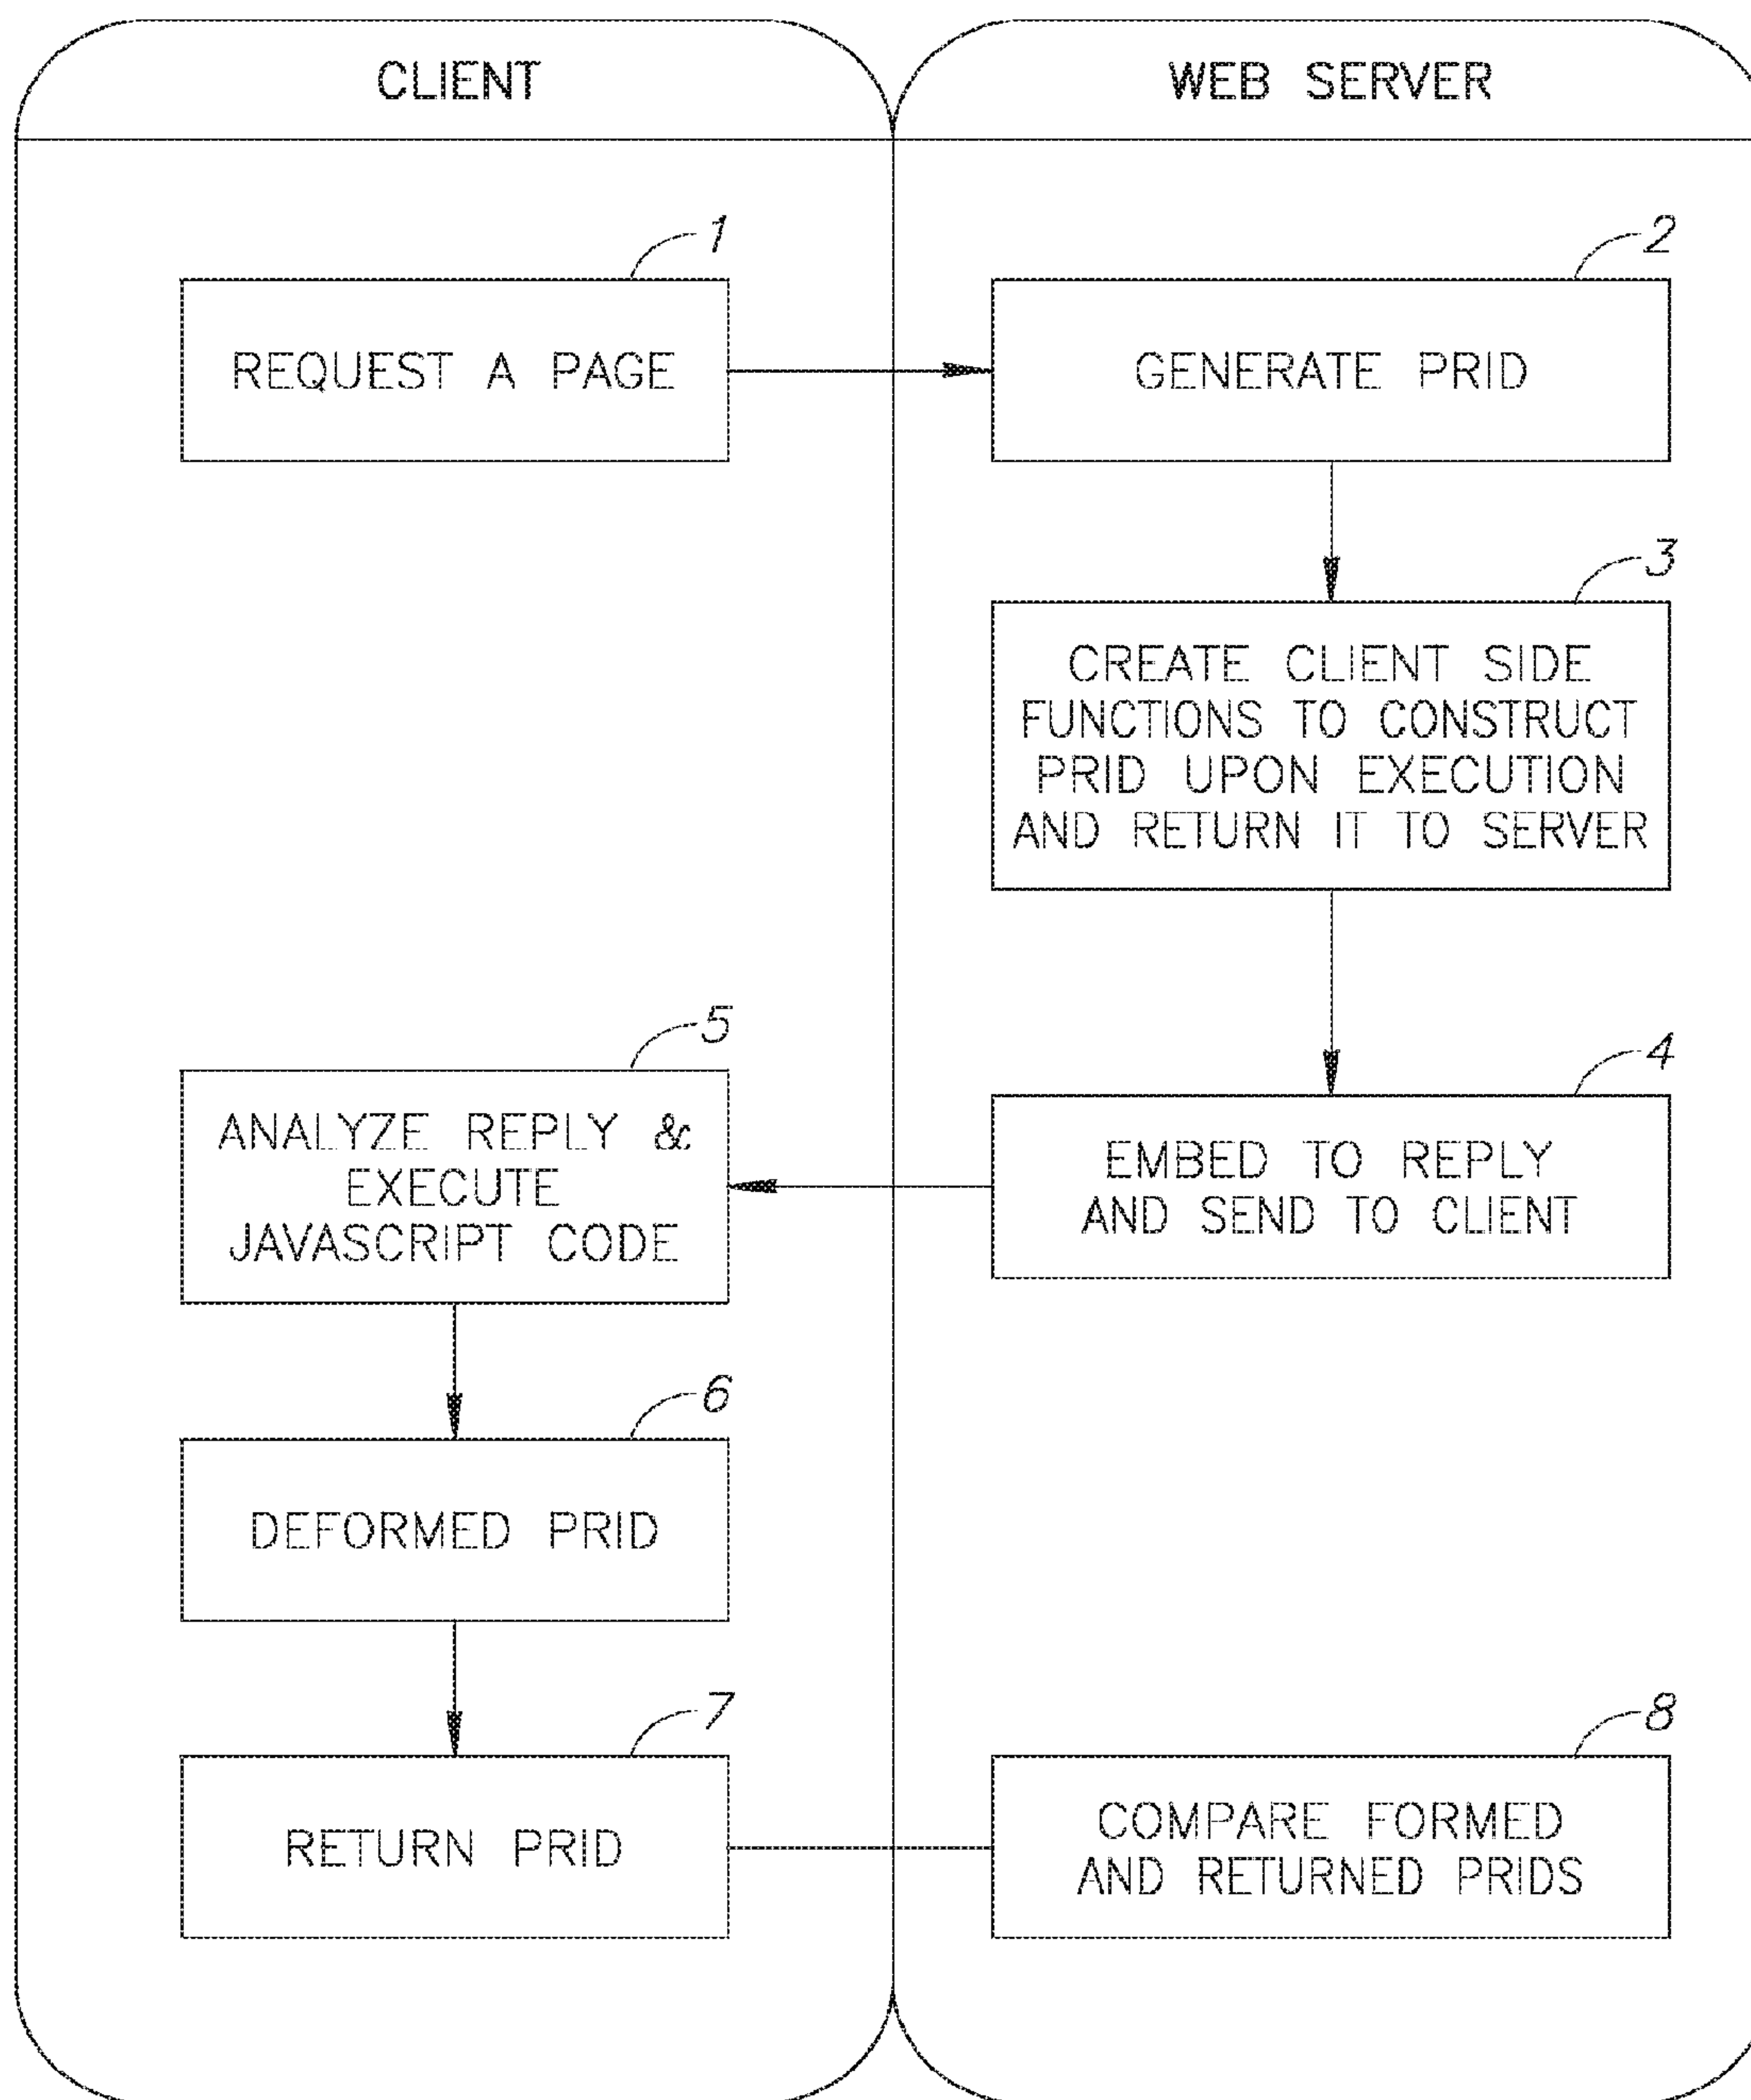 CLIENT
WEB SERVER
1
REQUEST A PAGE
2
GENERATE PRID
3
CREATE CLIENT SIDE
FUNCTIONS TO CONSTRUCT
PRID UPON EXECUTION
AND RETURN IT TO SERVER
4
EMBED TO REPLY
AND SEND TO CLIENT
5
ANALYZE REPLY &
EXECUTE
JAVASCRIPT CODE
6
DEFORMED PRID
7
RETURN PRID
8
COMPARE FORMED
AND RETURNED PRIDS